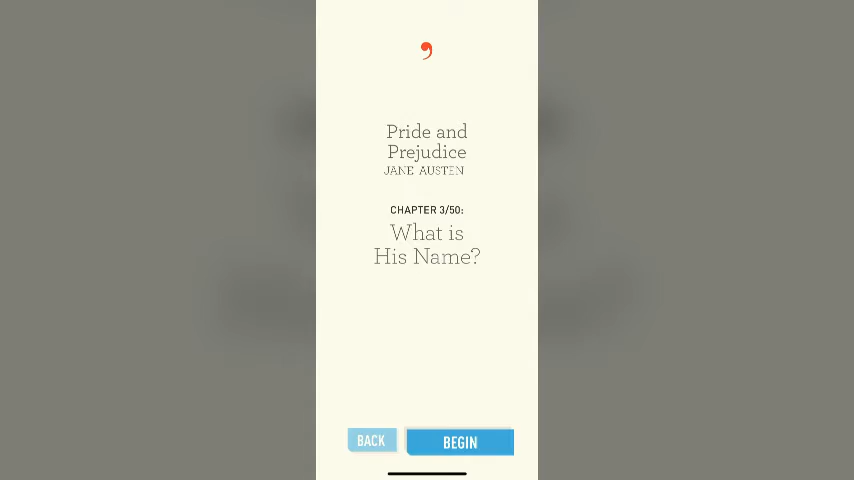 Pride and
Prejudice
JANE AUSTEN
CHAPTER 3/50:
What is
His Name?
BACK
BEGIN